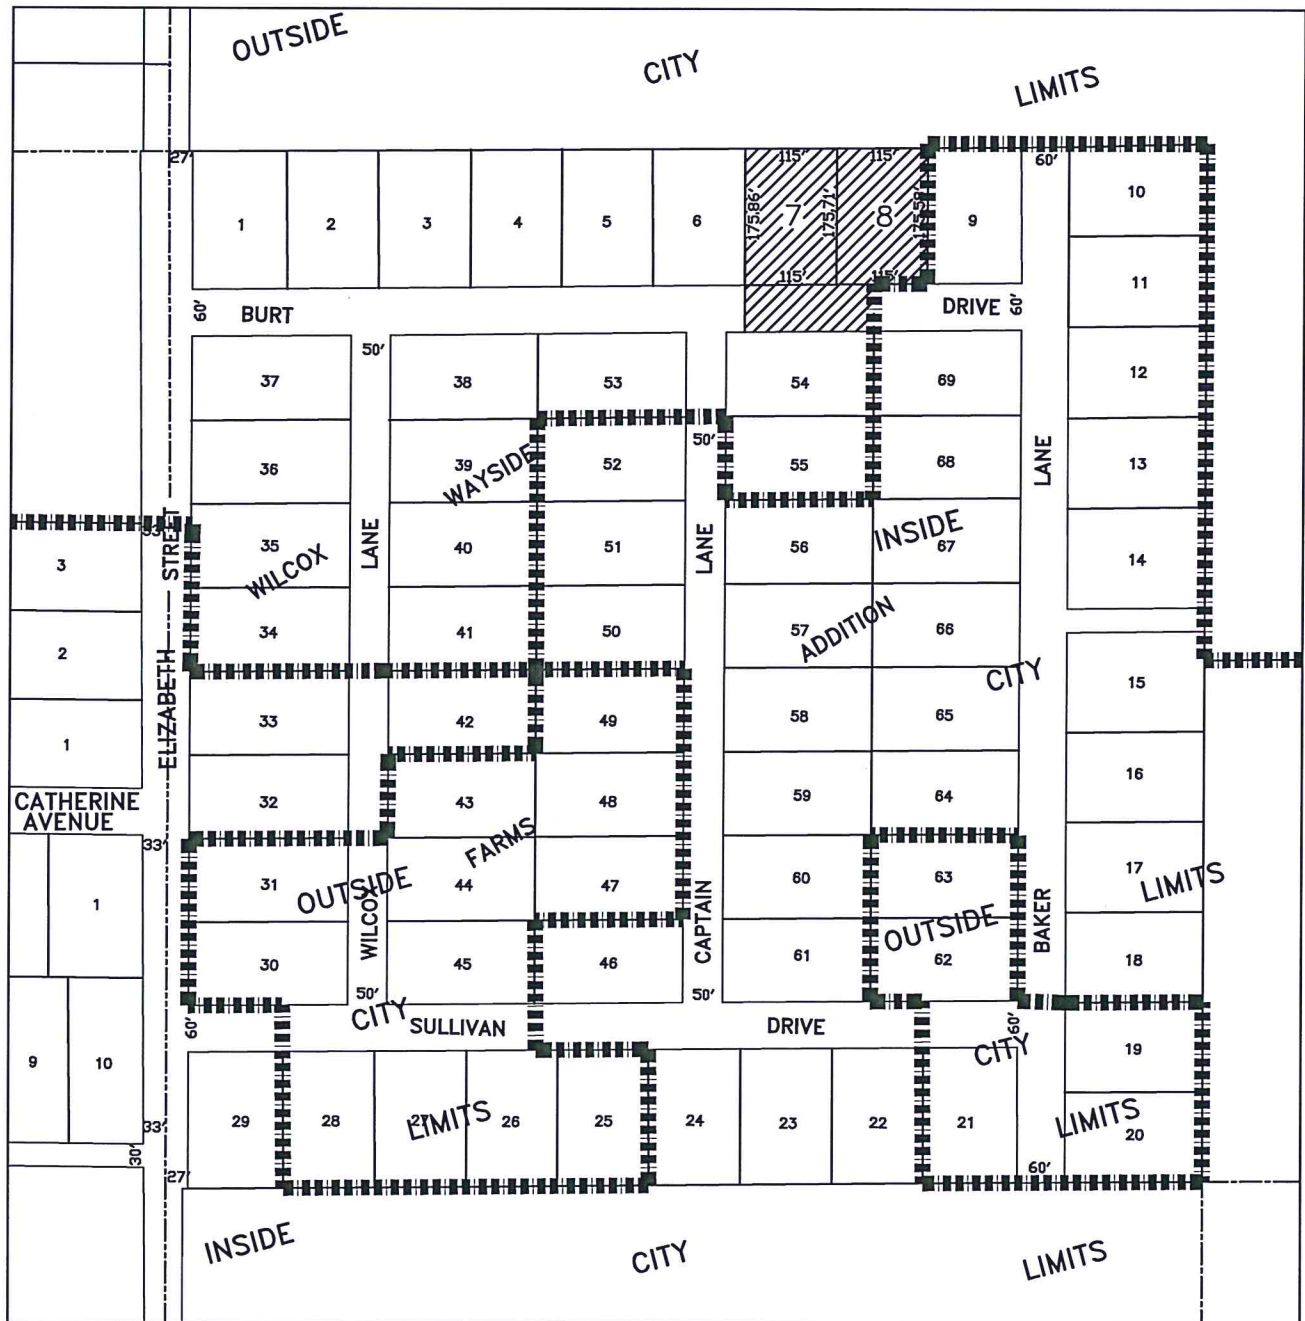 OUTSIDE CITY LIMITS
27' 115' 115' 60'
1 2 3 4 5 6 7 8 9 10
175.86' 175.71' 175.59'
115' 115'
11
60' BURT DRIVE 60'
50'
37 38 53 54 69 12
50'
36 39 WAYSIDE 52 55 68 LANE 13
33'
3 STREET 35 WILCOX LANE 40 51 LANE 56 INSIDE 67 14
2 34 41 50 57 ADDITION 66
ELIZABETH
CITY 15
1 33 42 49 58 65
16
CATHERINE AVENUE
32 43 48 59 64
33'
FARMS
1 31 OUTSIDE WILCOX 44 47 CAPTAIN 60 63 BAKER 17 LIMITS
OUTSIDE
30 45 46 61 62 18
50' CITY 50'
60' SULLIVAN DRIVE 60'
CITY 19
9 10
29 28 27 LIMITS 26 25 24 23 22 21 LIMITS 20
33'
30'
27' 60'
INSIDE CITY LIMITS